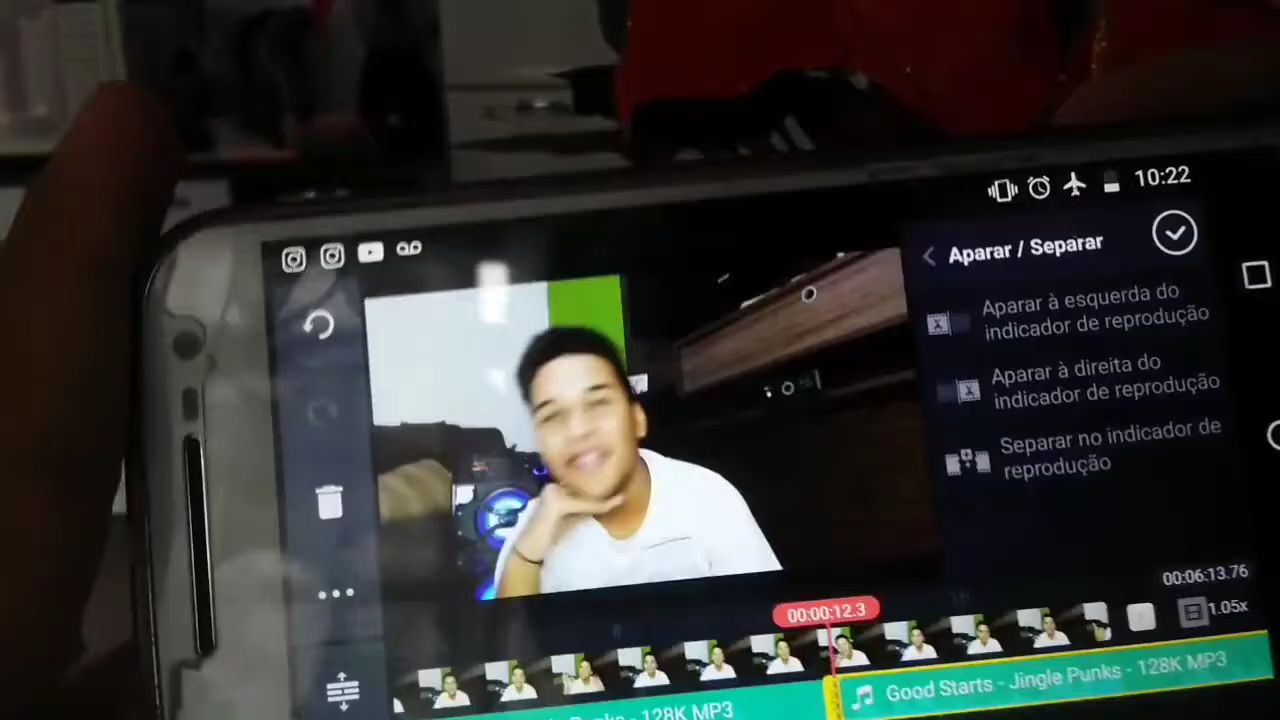 10:22
Aparar / Separar
Aparar à esquerda do
indicador de reprodução
Aparar à direita do
indicador de reprodução
Separar no indicador de
reprodução
00:06:13.76
00:00:12.3
1.05x
Punks - 128K MP3
Good Starts - Jingle Punks - 128K MP3